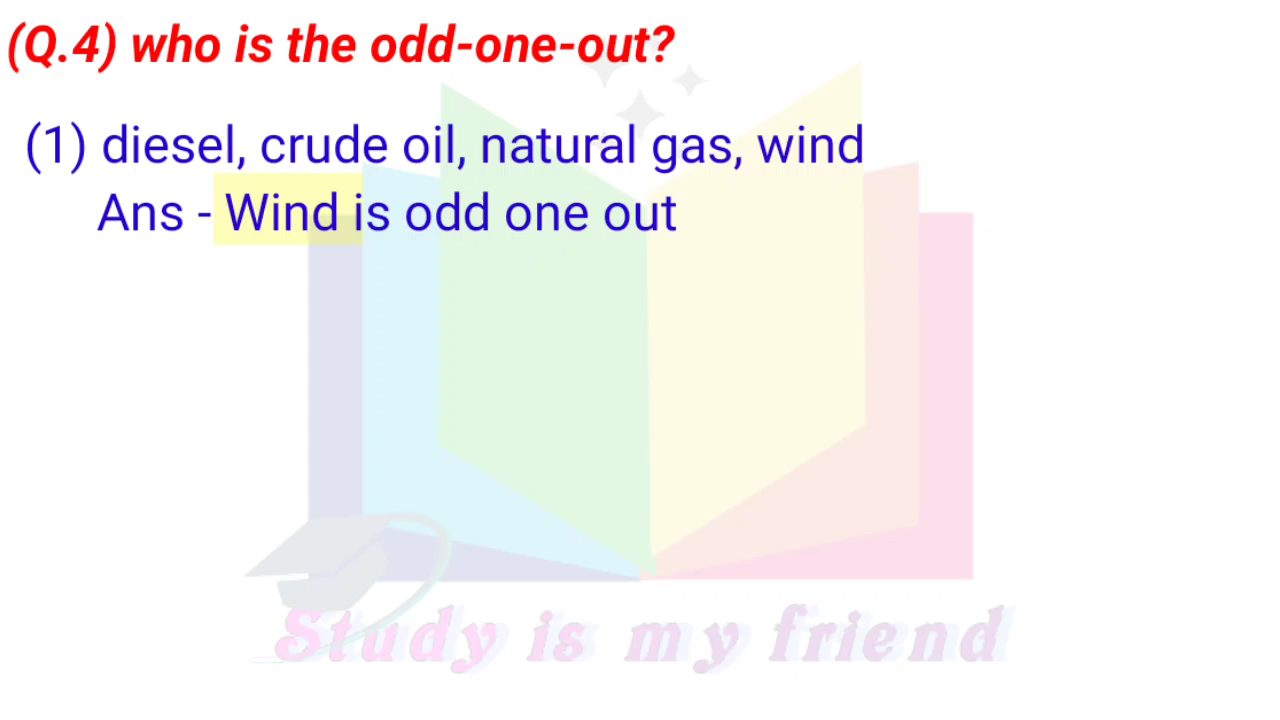 (Q.4) who is the odd-one-out?
(1) diesel, crude oil, natural gas, wind
Ans - Wind is odd one out
Study is my friend